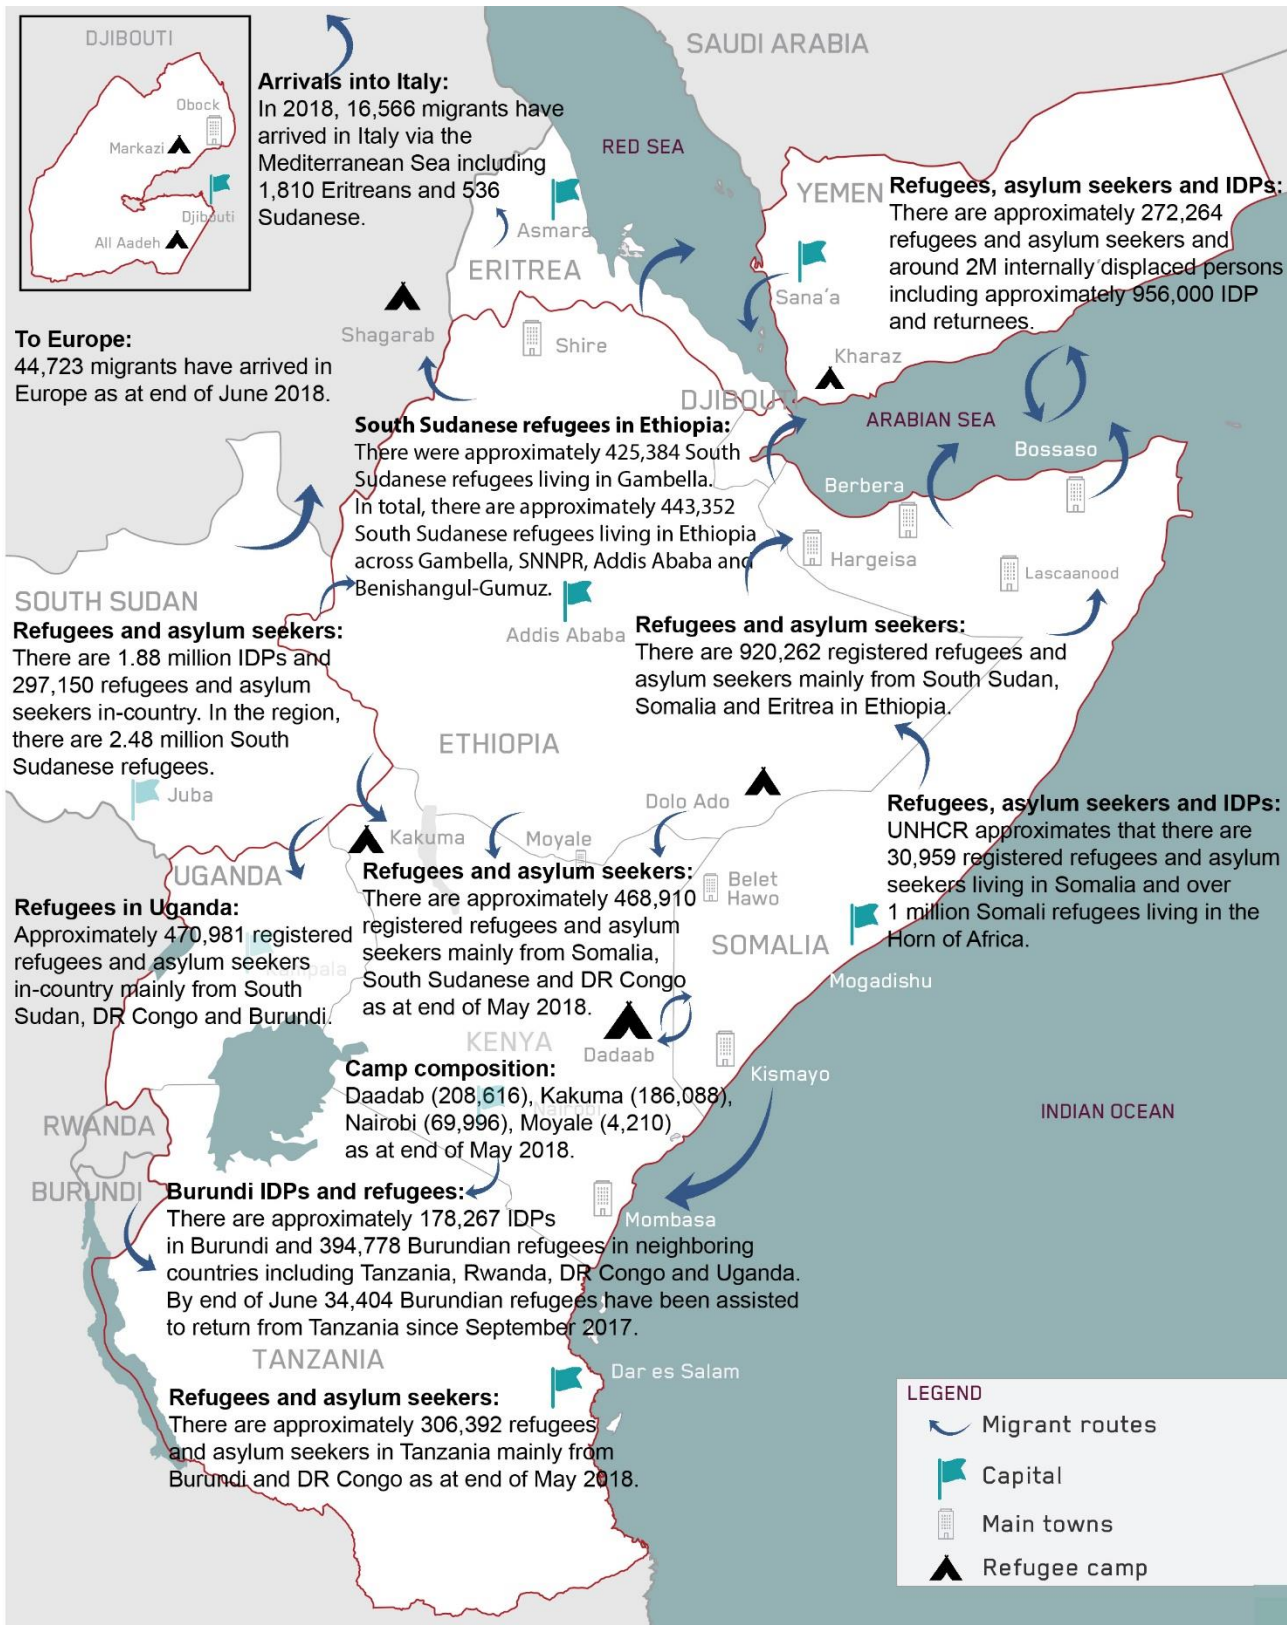 DJIBOUTI
Obock
Markazi
Djibouti
All Aadeh
Arrivals into Italy:
In 2018, 16,566 migrants have
arrived in Italy via the
Mediterranean Sea including
1,810 Eritreans and 536
Sudanese.
SAUDI ARABIA
RED SEA
YEMEN
Sana'a
Refugees, asylum seekers and IDPs:
There are approximately 272,264
refugees and asylum seekers and
around 2M internally displaced persons
including approximately 956,000 IDP
and returnees.
Asmara
ERITREA
Shagarab
Shire
To Europe:
44,723 migrants have arrived in
Europe as at end of June 2018.
Kharaz
DJIBOUTI
ARABIAN SEA
Bossaso
Berbera
South Sudanese refugees in Ethiopia:
There were approximately 425,384 South
Sudanese refugees living in Gambella.
In total, there are approximately 443,352
South Sudanese refugees living in Ethiopia
across Gambella, SNNPR, Addis Ababa and
Benishangul-Gumuz.
Hargeisa
Lascaanood
Addis Ababa
SOUTH SUDAN
Refugees and asylum seekers:
There are 1.88 million IDPs and
297,150 refugees and asylum
seekers in-country. In the region,
there are 2.48 million South
Sudanese refugees.
Juba
Refugees and asylum seekers:
There are 920,262 registered refugees and
asylum seekers mainly from South Sudan,
Somalia and Eritrea in Ethiopia.
ETHIOPIA
Dolo Ado
Kakuma
Moyale
Refugees, asylum seekers and IDPs:
UNHCR approximates that there are
30,959 registered refugees and asylum
seekers living in Somalia and over
1 million Somali refugees living in the
Horn of Africa.
UGANDA
Refugees in Uganda:
Approximately 470,981 registered
refugees and asylum seekers
in-country mainly from South
Sudan, DR Congo and Burundi.
Kampala
Refugees and asylum seekers:
There are approximately 468,910
registered refugees and asylum
seekers mainly from Somalia,
South Sudanese and DR Congo
as at end of May 2018.
Belet
Hawo
SOMALIA
Mogadishu
KENYA
Dadaab
Camp composition:
Daadab (208,616), Kakuma (186,088),
Nairobi (69,996), Moyale (4,210)
as at end of May 2018.
Nairobi
Kismayo
INDIAN OCEAN
RWANDA
BURUNDI
Burundi IDPs and refugees:
There are approximately 178,267 IDPs
in Burundi and 394,778 Burundian refugees in neighboring
countries including Tanzania, Rwanda, DR Congo and Uganda.
By end of June 34,404 Burundian refugees have been assisted
to return from Tanzania since September 2017.
Mombasa
TANZANIA
Dar es Salam
Refugees and asylum seekers:
There are approximately 306,392 refugees
and asylum seekers in Tanzania mainly from
Burundi and DR Congo as at end of May 2018.
LEGEND
Migrant routes
Capital
Main towns
Refugee camp